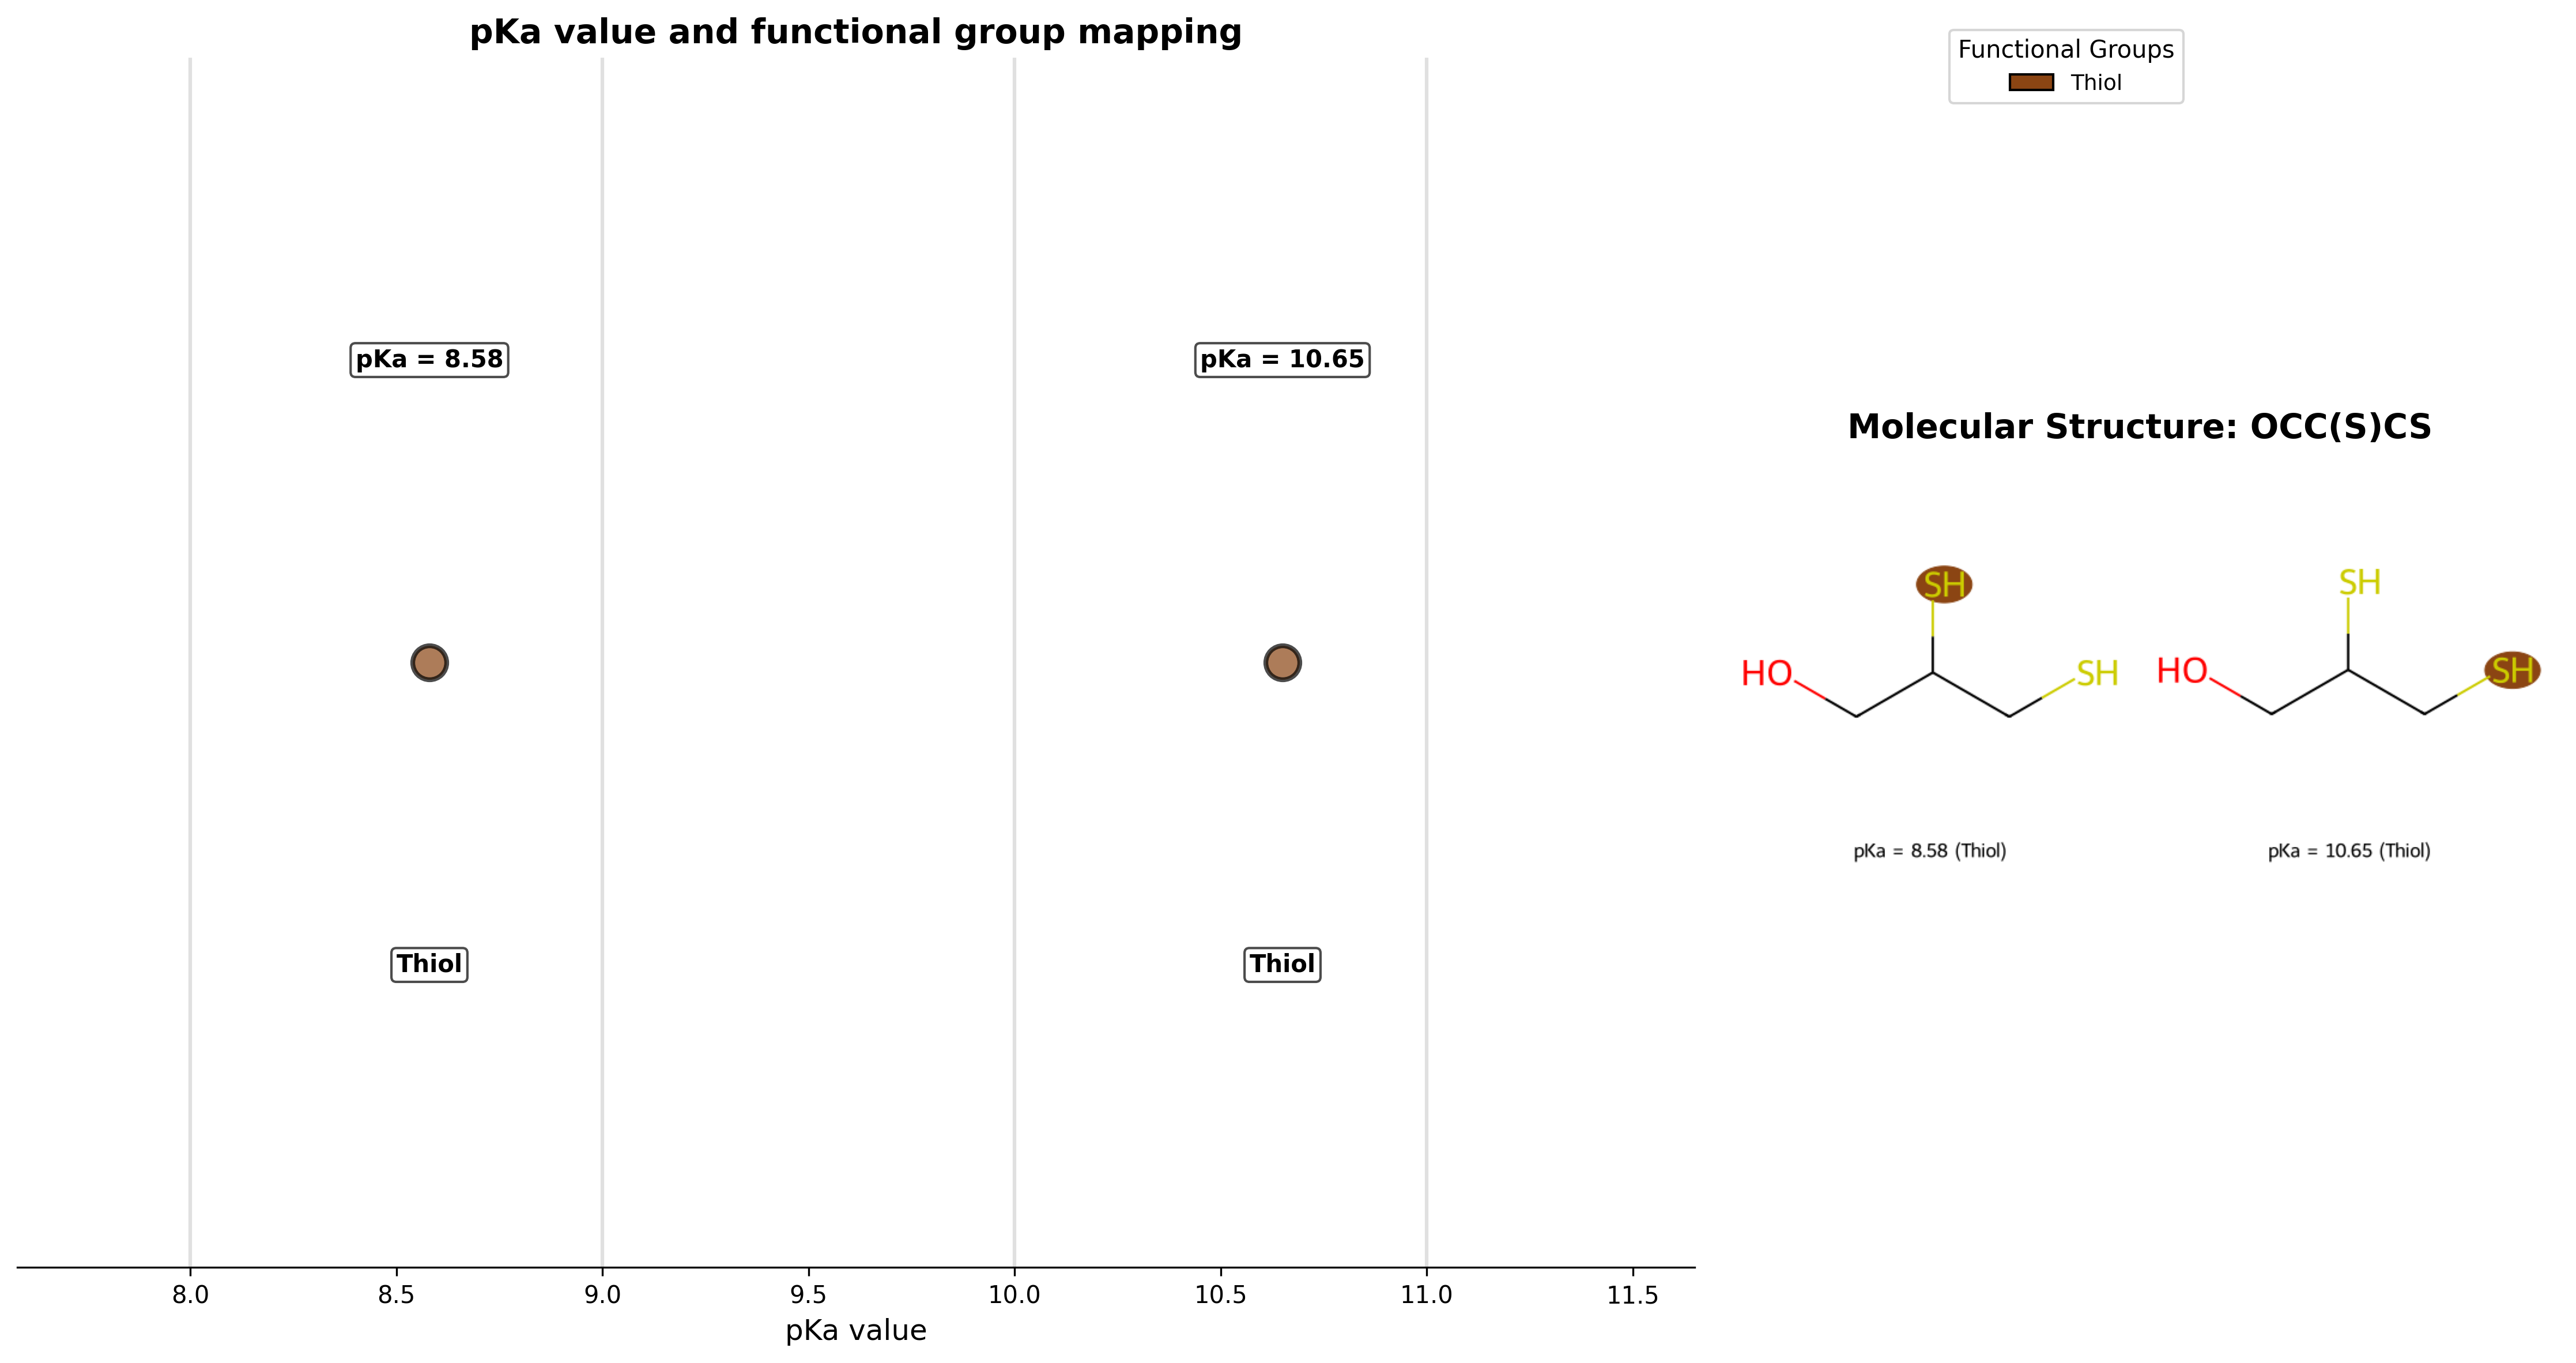 pKa value and functional group mapping
Functional Groups
Thiol
pKa = 8.58
pKa = 10.65
Thiol
Thiol
8.0 8.5 9.0 9.5 10.0 10.5 11.0 11.5
pKa value
Molecular Structure: OCC(S)CS
SH
HO
SH
SH
HO
SH
pKa = 8.58 (Thiol)
pKa = 10.65 (Thiol)